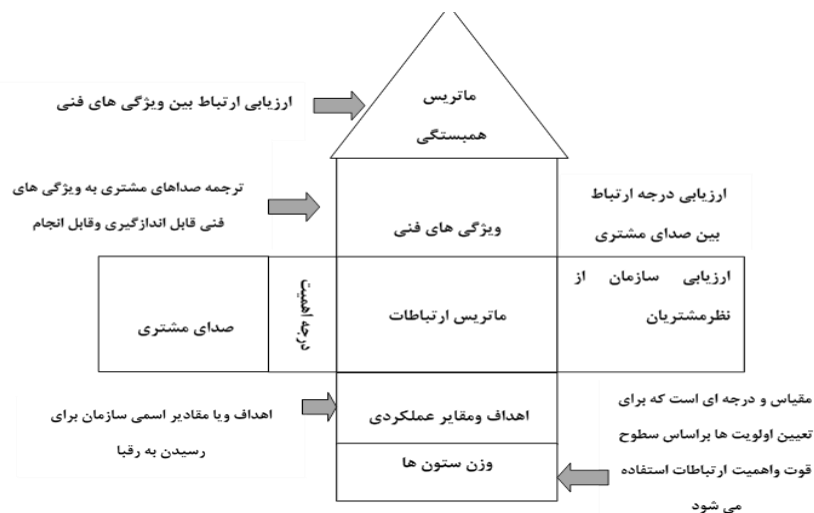 ماتریس
همبستگی
ارزیابی ارتباط بین ویژگی های فنی
ترجمه صداهای مشتری به ویژگی های
فنی قابل اندازگیری وقابل انجام
ویژگی های فنی
ارزیابی درجه ارتباط
بین صدای مشتری
ارزیابی سازمان از
نظرمشتریان
ماتریس ارتباطات
درجه اهمیت
صدای مشتری
اهداف ومقایر عملکردی
اهداف ویا مقادیر اسمی سازمان برای
رسیدن به رقبا
وزن ستون ها
مقیاس و درجه ای است که برای
تعیین اولویت ها براساس سطوح
قوت واهمیت ارتباطات استفاده
می شود